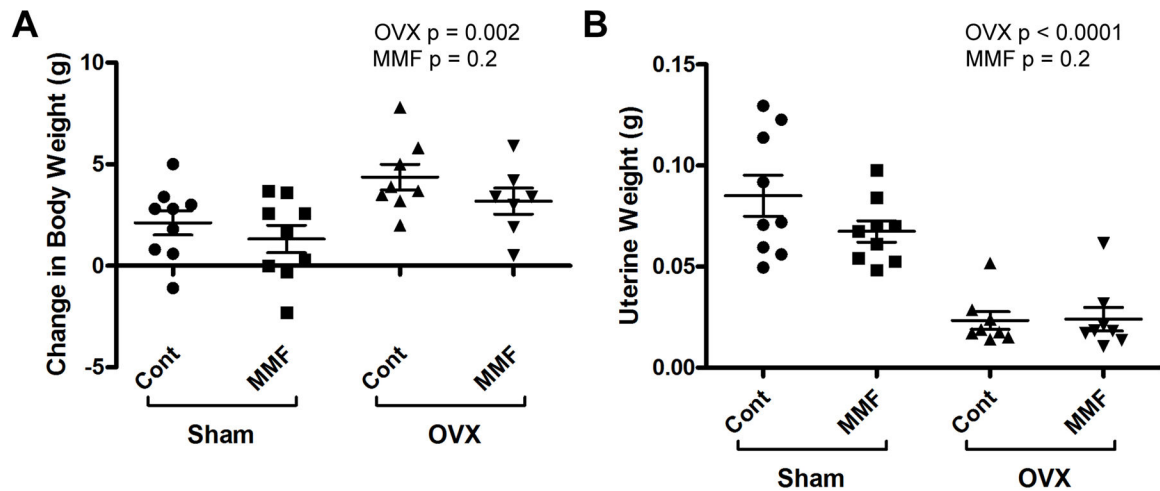 A
OVX p = 0.002
MMF p = 0.2
Change in Body Weight (g)
10
5
0
-5
Cont
MMF
Cont
MMF
Sham
OVX
B
OVX p < 0.0001
MMF p = 0.2
Uterine Weight (g)
0.15
0.10
0.05
0.00
Cont
MMF
Cont
MMF
Sham
OVX